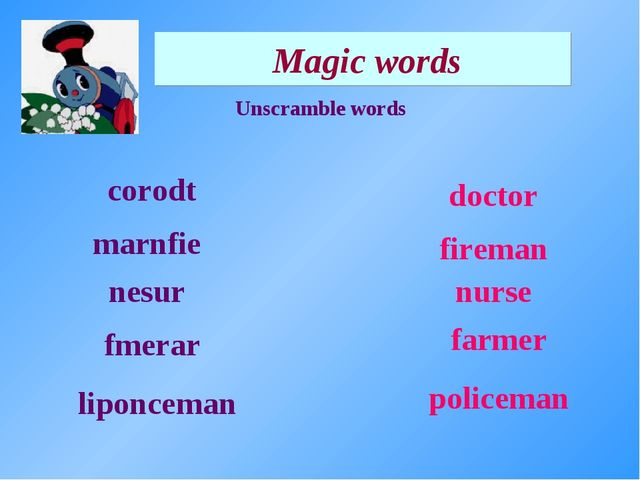 Magic words
Unscramble words
corodt doctor
marnfie fireman
nesur nurse
fmerar farmer
liponceman policeman